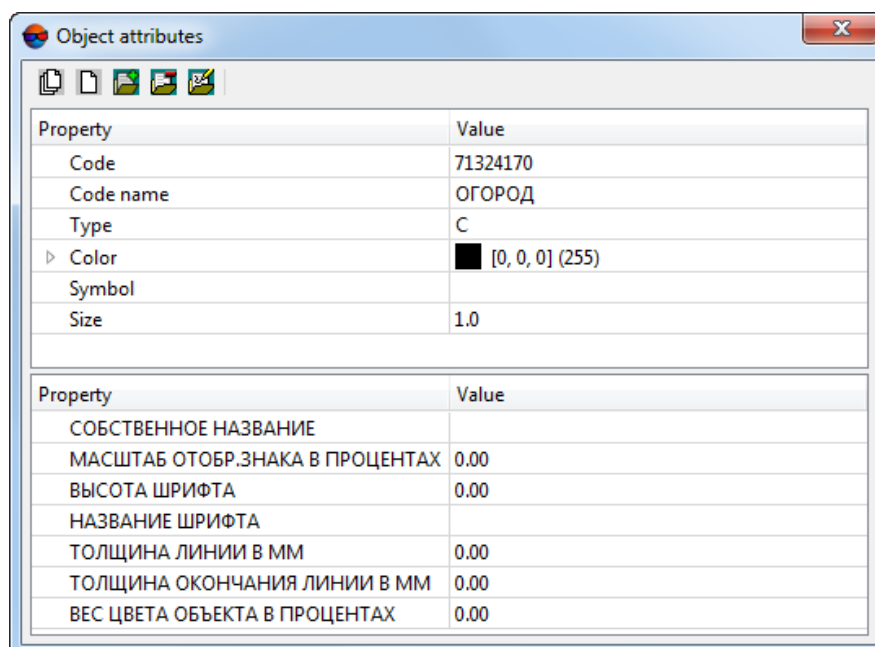 Object attributes
Property Value
Code 71324170
Code name ОГОРОД
Type C
Color [0, 0, 0] (255)
Symbol
Size 1.0
Property Value
СОБСТВЕННОЕ НАЗВАНИЕ
МАСШТАБ ОТОБР.ЗНАКА В ПРОЦЕНТАХ 0.00
ВЫСОТА ШРИФТА 0.00
НАЗВАНИЕ ШРИФТА
ТОЛЩИНА ЛИНИИ В ММ 0.00
ТОЛЩИНА ОКОНЧАНИЯ ЛИНИИ В ММ 0.00
ВЕС ЦВЕТА ОБЪЕКТА В ПРОЦЕНТАХ 0.00